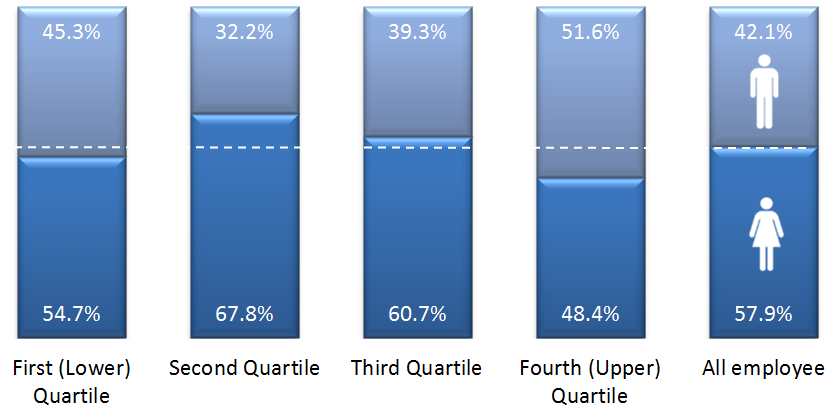 45.3%
32.2%
39.3%
51.6%
42.1%
54.7%
67.8%
60.7%
48.4%
57.9%
First (Lower)
Quartile
Second Quartile
Third Quartile
Fourth (Upper)
Quartile
All employee